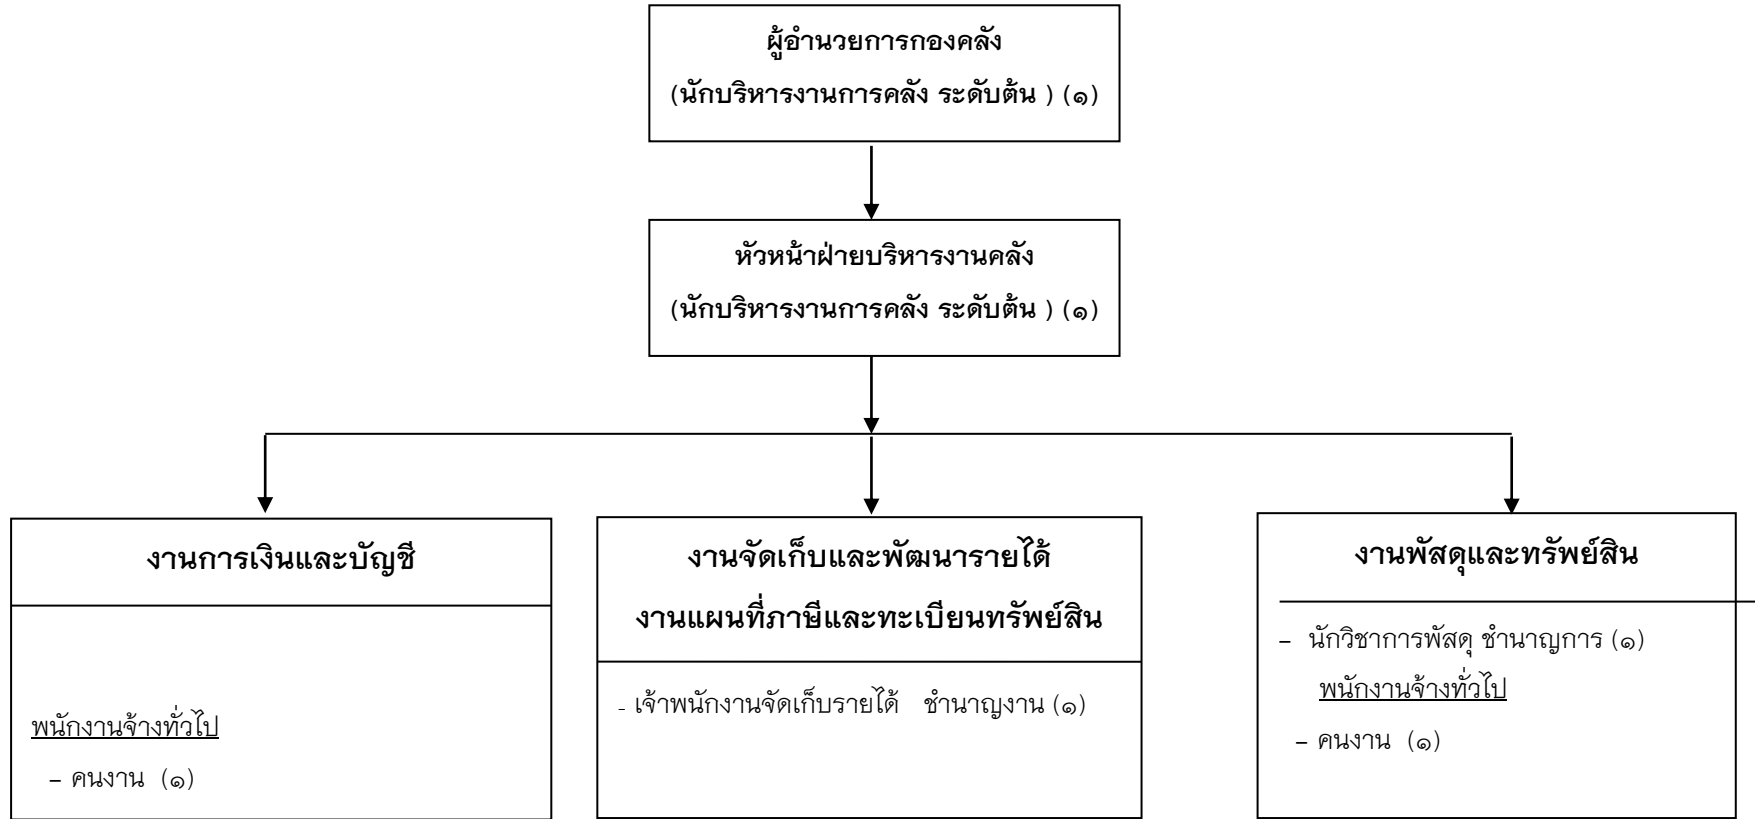 ผู้อำนวยการกองคลัง
(นักบริหารงานการคลัง ระดับต้น ) (๑)
หัวหน้าฝ่ายบริหารงานคลัง
(นักบริหารงานการคลัง ระดับต้น ) (๑)
งานการเงินและบัญชี
พนักงานจ้างทั่วไป
– คนงาน (๑)
งานจัดเก็บและพัฒนารายได้
งานแผนที่ภาษีและทะเบียนทรัพย์สิน
- เจ้าพนักงานจัดเก็บรายได้ ชำนาญงาน (๑)
งานพัสดุและทรัพย์สิน
– นักวิชาการพัสดุ ชำนาญการ (๑)
พนักงานจ้างทั่วไป
– คนงาน (๑)